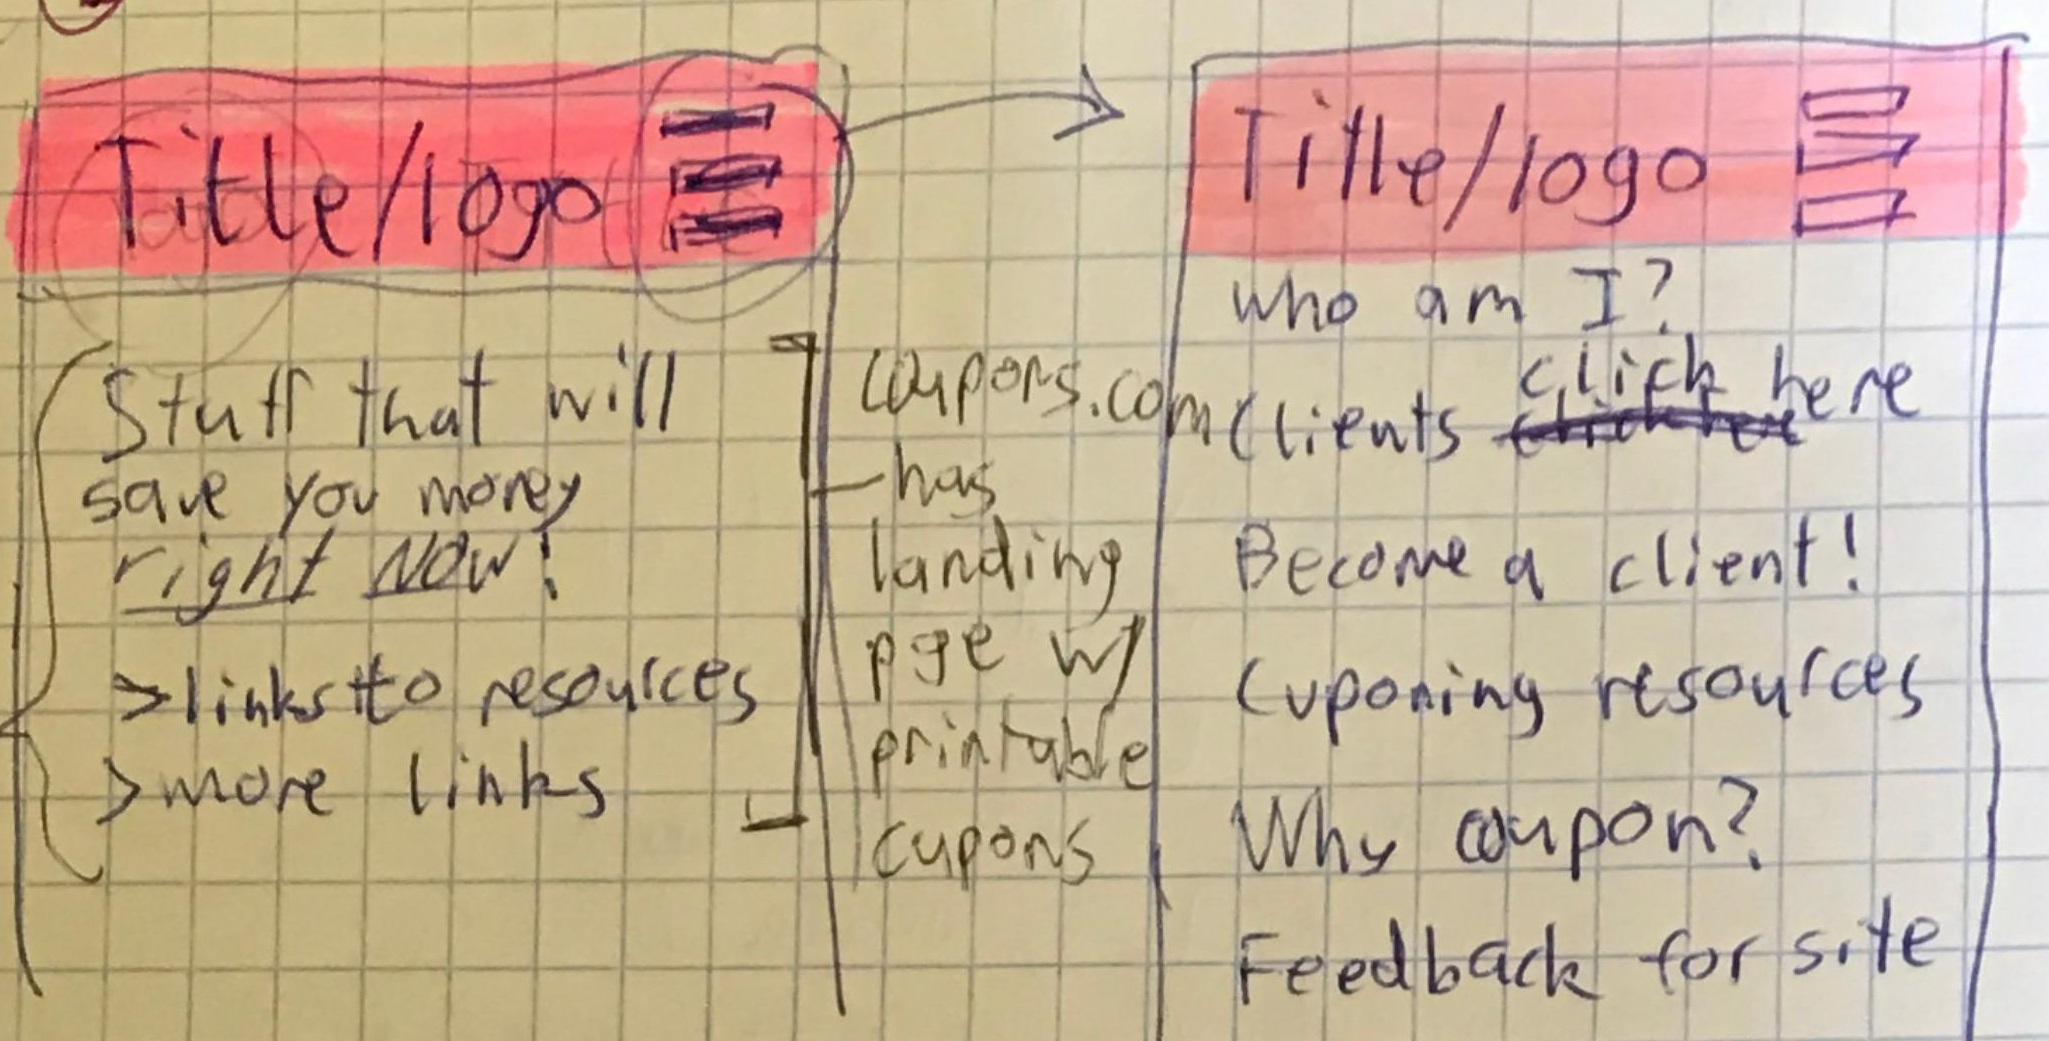 Title/logo
Stuff that will
save you money
right NOW!
>links to resources
>more links
coupons.com
-has
landing
pge w/
printable
cupons
Title/logo
who am I?
Clients click here
Become a client!
Cuponing resources
Why coupon?
Feedback for site